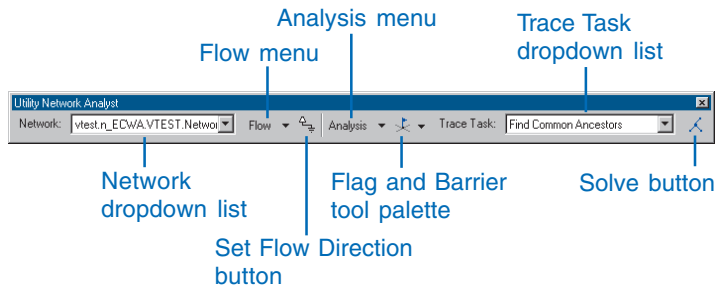 Analysis menu
Trace Task
dropdown list
Flow menu
Utility Network Analyst
Network: vtest.n_ECWA.VTEST.Networ Flow Analysis Trace Task: Find Common Ancestors
Network
dropdown list
Flag and Barrier
tool palette
Solve button
Set Flow Direction
button